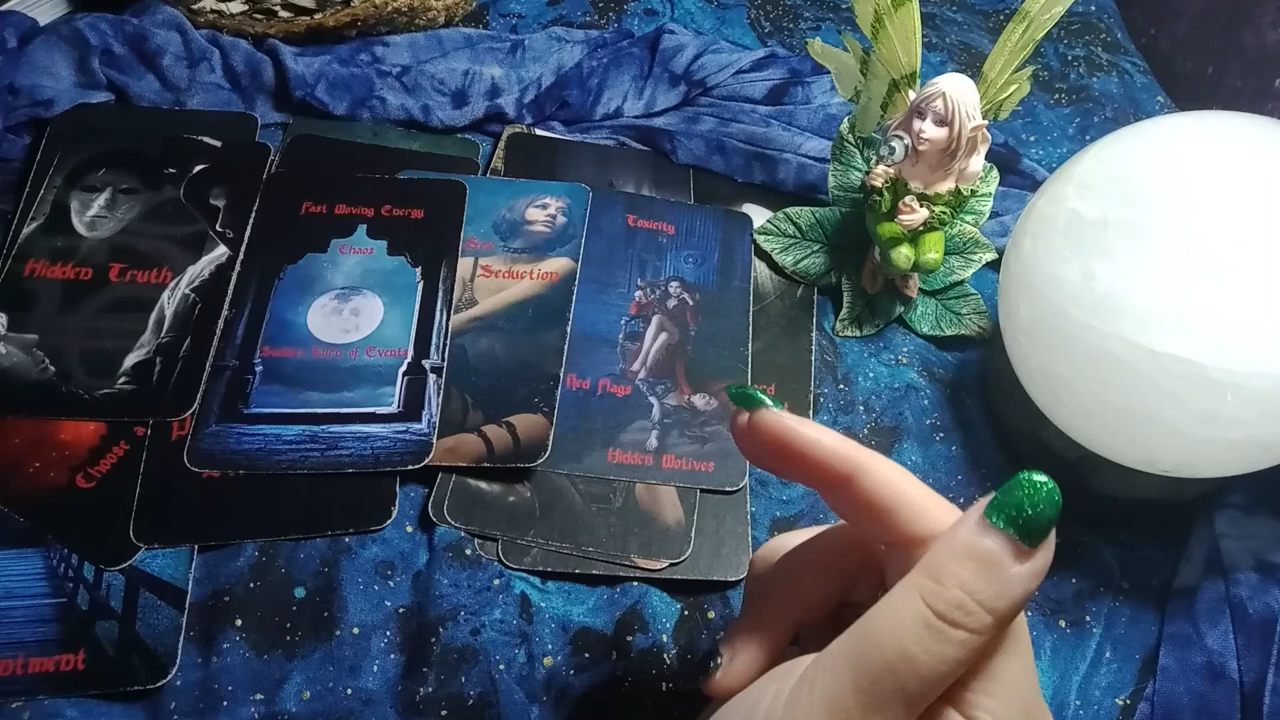 Hidden Truth
Fast Moving Energy
Chaos
Sudden Turn of Events
Sex
Seduction
Toxicity
Red Flags
Hidden Motives
Choose a